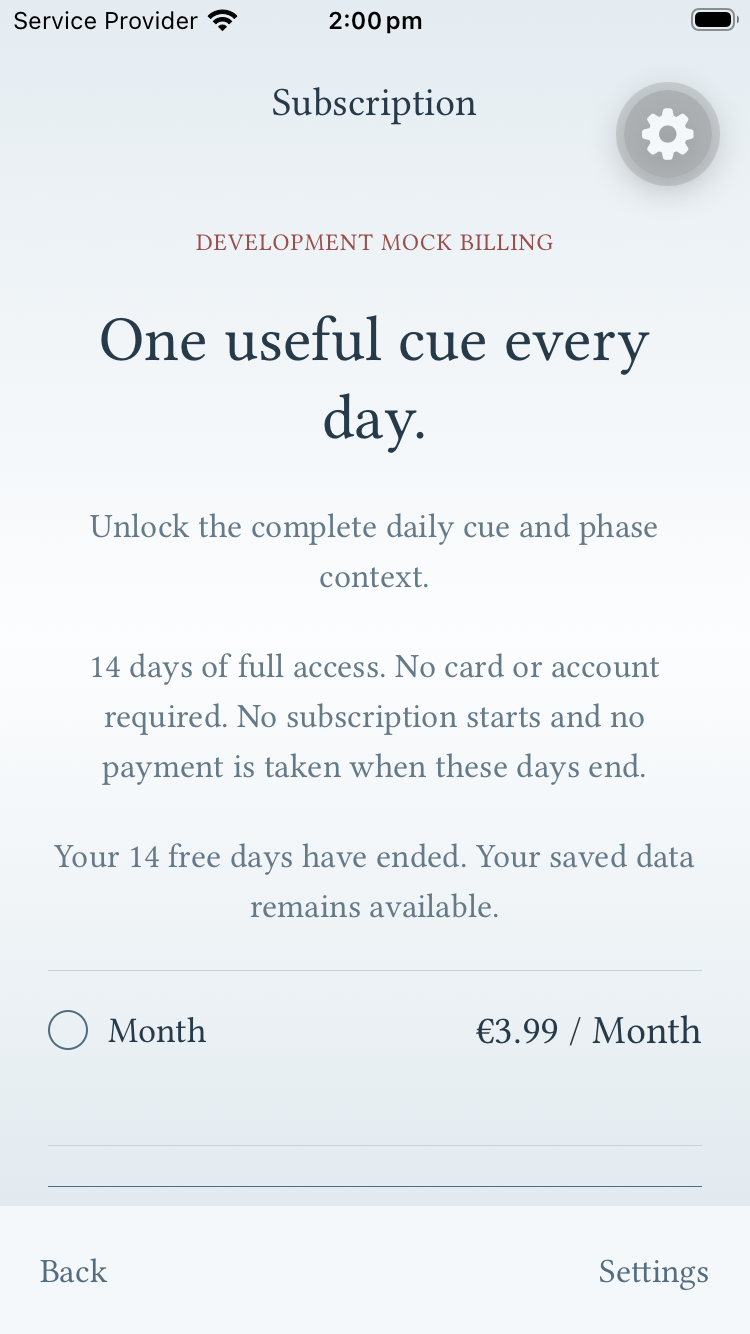 Service Provider 2:00 pm
Subscription
DEVELOPMENT MOCK BILLING
One useful cue every
day.
Unlock the complete daily cue and phase
context.
14 days of full access. No card or account
required. No subscription starts and no
payment is taken when these days end.
Your 14 free days have ended. Your saved data
remains available.
Month €3.99 / Month
Back Settings